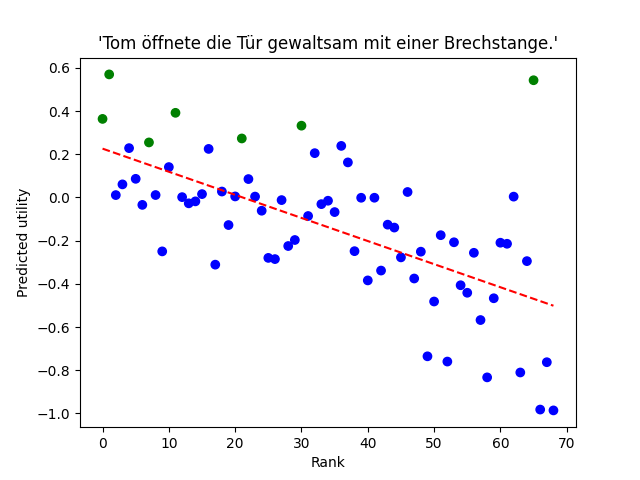 'Tom öffnete die Tür gewaltsam mit einer Brechstange.'
0.6
0.4
0.2
0.0
−0.2
−0.4
−0.6
−0.8
−1.0
Predicted utility
0 10 20 30 40 50 60 70
Rank